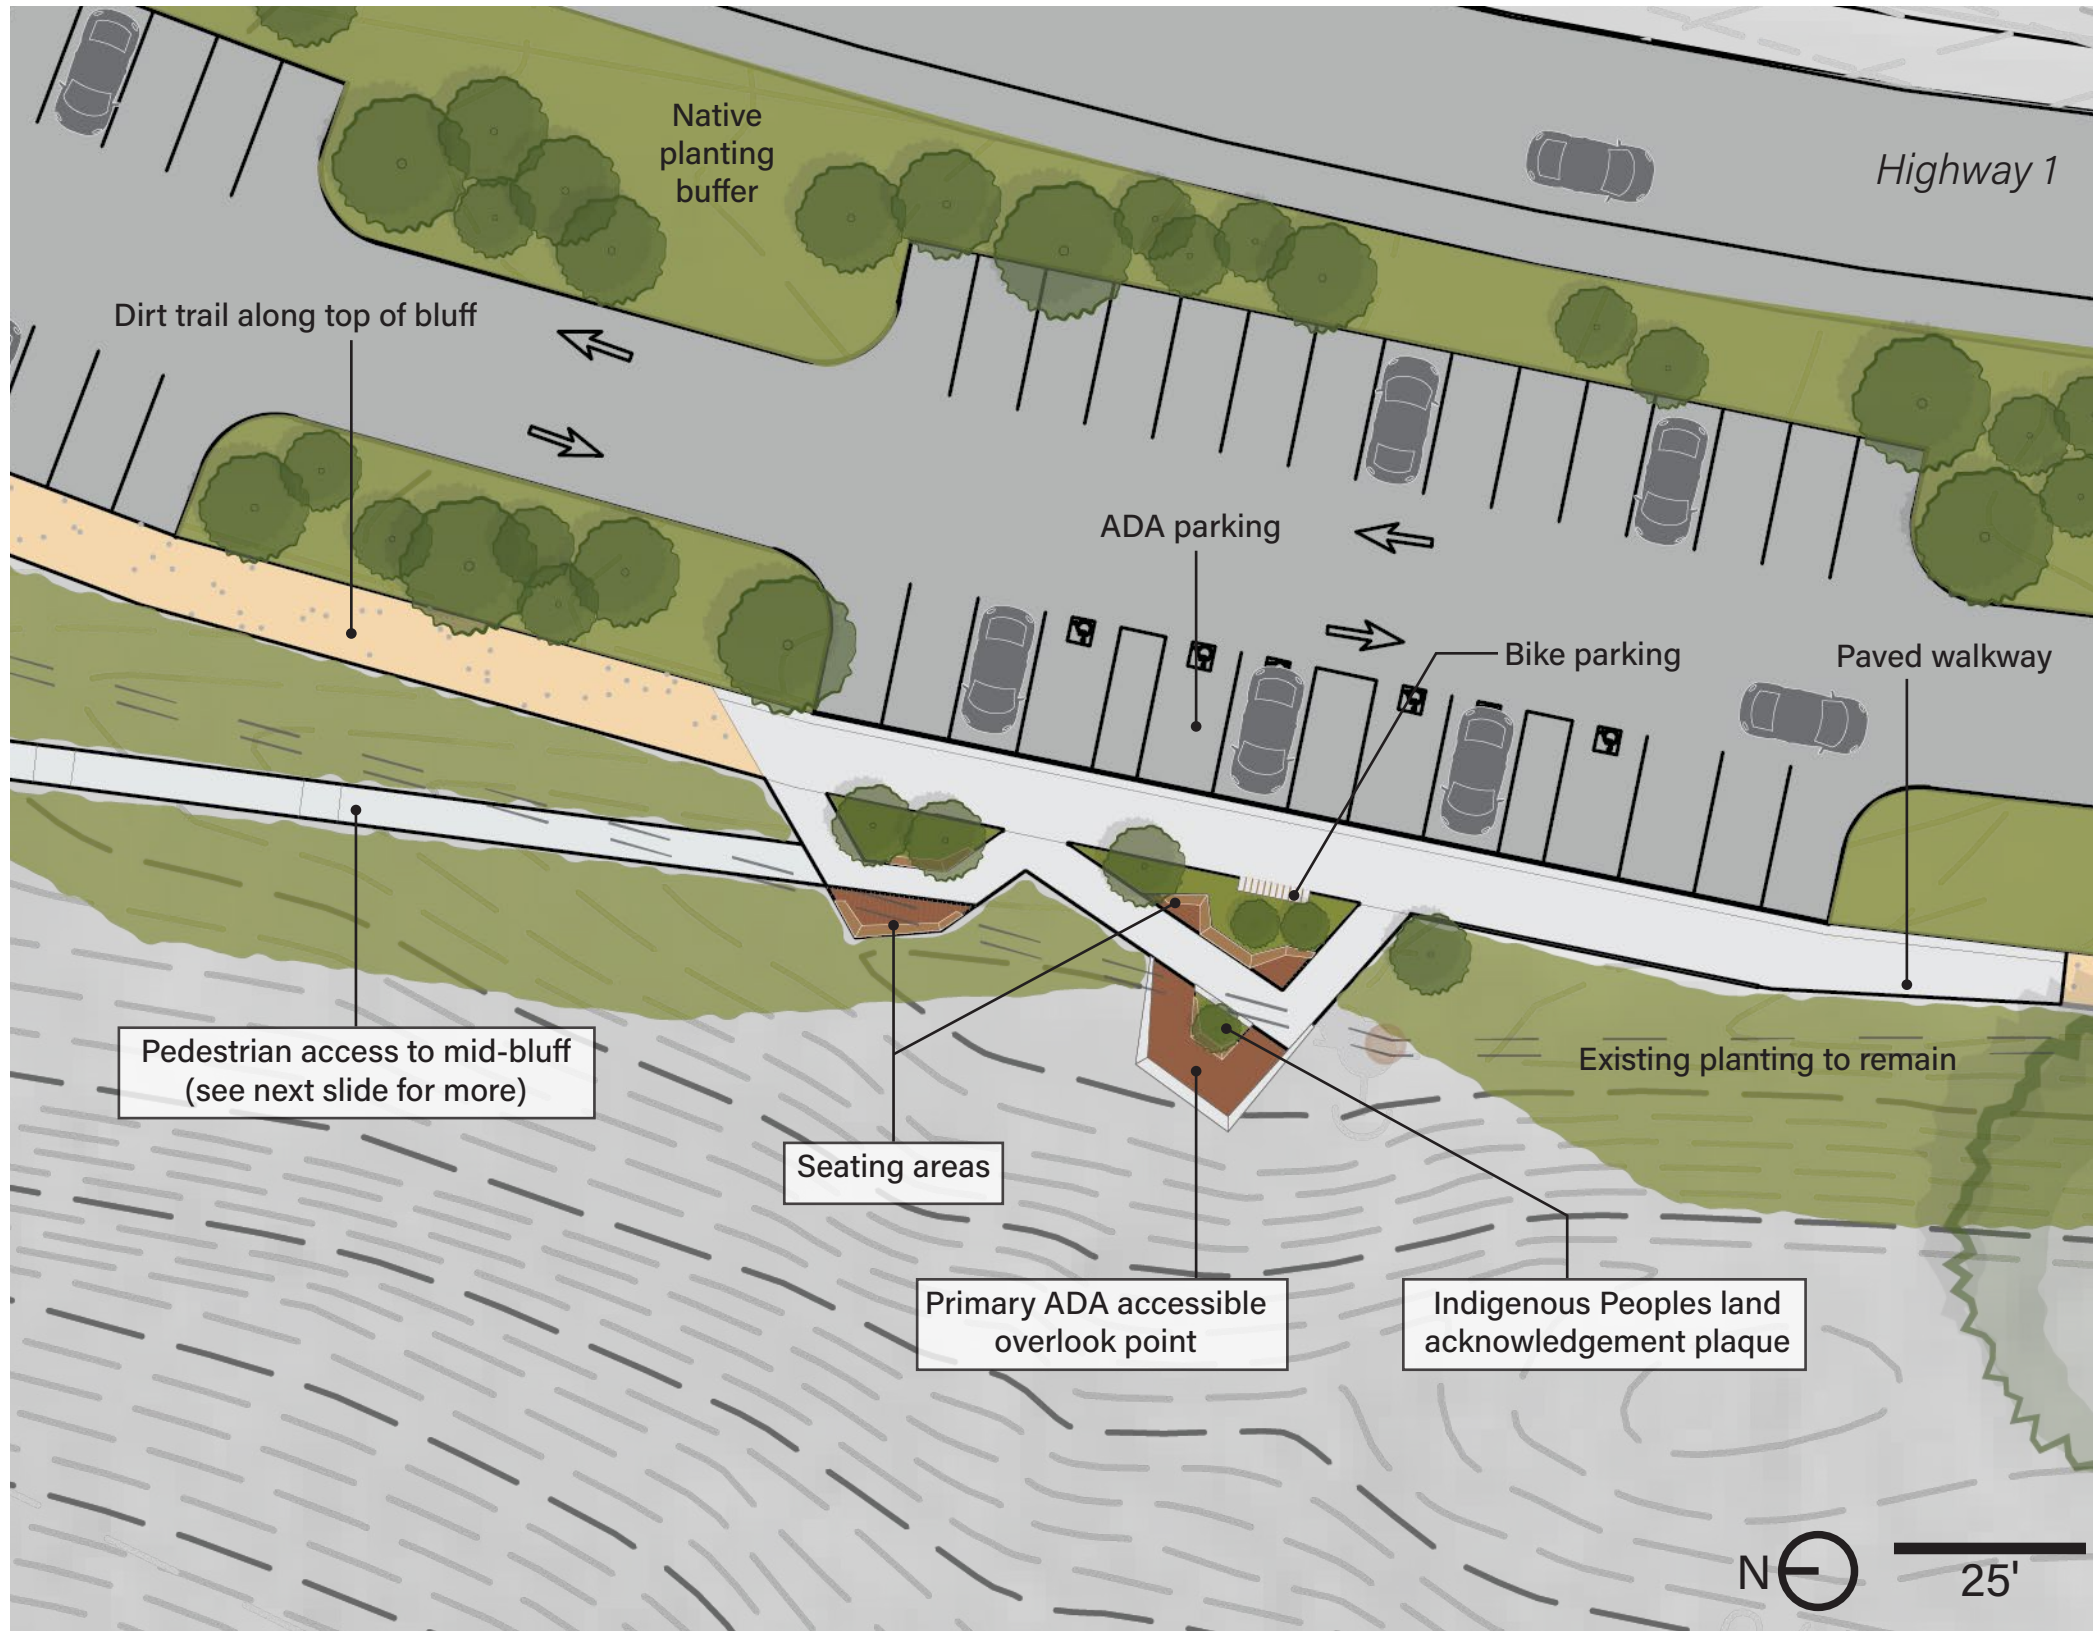 Native
planting
buffer
Highway 1
Dirt trail along top of bluff
ADA parking
Bike parking
Paved walkway
Pedestrian access to mid-bluff
(see next slide for more)
Existing planting to remain
Seating areas
Primary ADA accessible
overlook point
Indigenous Peoples land
acknowledgement plaque
N
25'